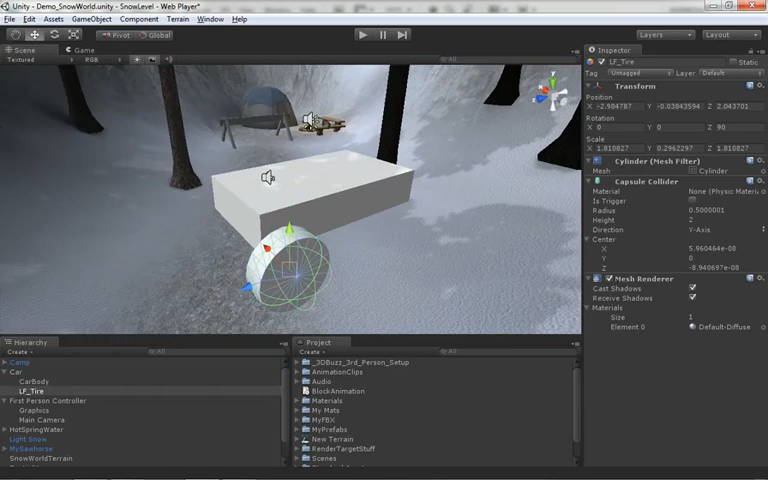 Unity - Demo_SnowWorld.unity - SnowLevel - Web Player*
File Edit Assets GameObject Component Terrain Window Help
Pivot Global Layers Layout
Scene Game
Textured RGB All
Inspector
LF_Tire Static
Tag Untagged Layer Default
Transform
Position
X -2.984787 Y -0.03843594 Z 2.043701
Rotation
X 0 Y 0 Z 90
Scale
X 1.810827 Y 0.2962297 Z 1.810827
Cylinder (Mesh Filter)
Mesh Cylinder
Capsule Collider
Material None (Physic Materi
Is Trigger
Radius 0.5000001
Height 2
Direction Y-Axis
Center
X 5.960464e-08
Y 0
Z -8.940697e-08
Mesh Renderer
Cast Shadows
Receive Shadows
Materials
Size 1
Element 0 Default-Diffuse
y
z
Hierarchy
Create All
Camp
Car
CarBody
LF_Tire
First Person Controller
Graphics
Main Camera
HotSpringWater
Light Snow
MySawhorse
SnowWorldTerrain
Project
Create All
_3DBuzz_3rd_Person_Setup
AnimationClips
Audio
BlockAnimation
Materials
My Mats
MyFBX
MyPrefabs
New Terrain
RenderTargetStuff
Scenes